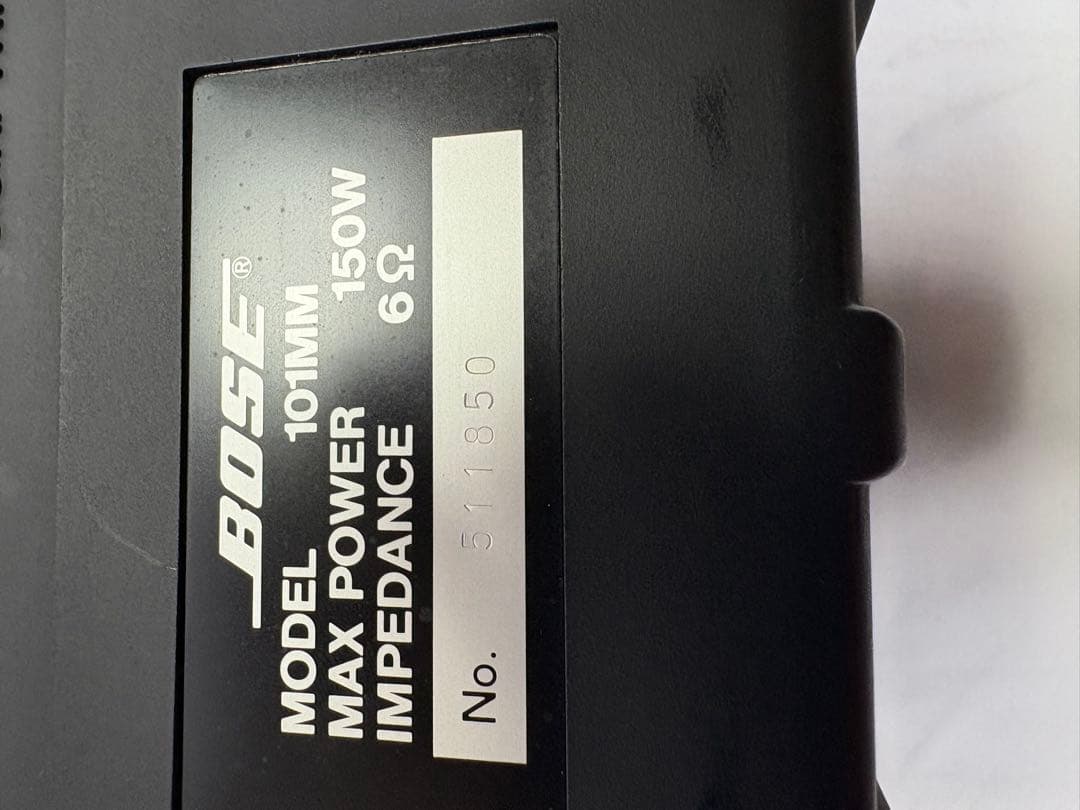 BOSE®
MODEL 101MM
MAX POWER 150W
IMPEDANCE 6Ω
No. 511850